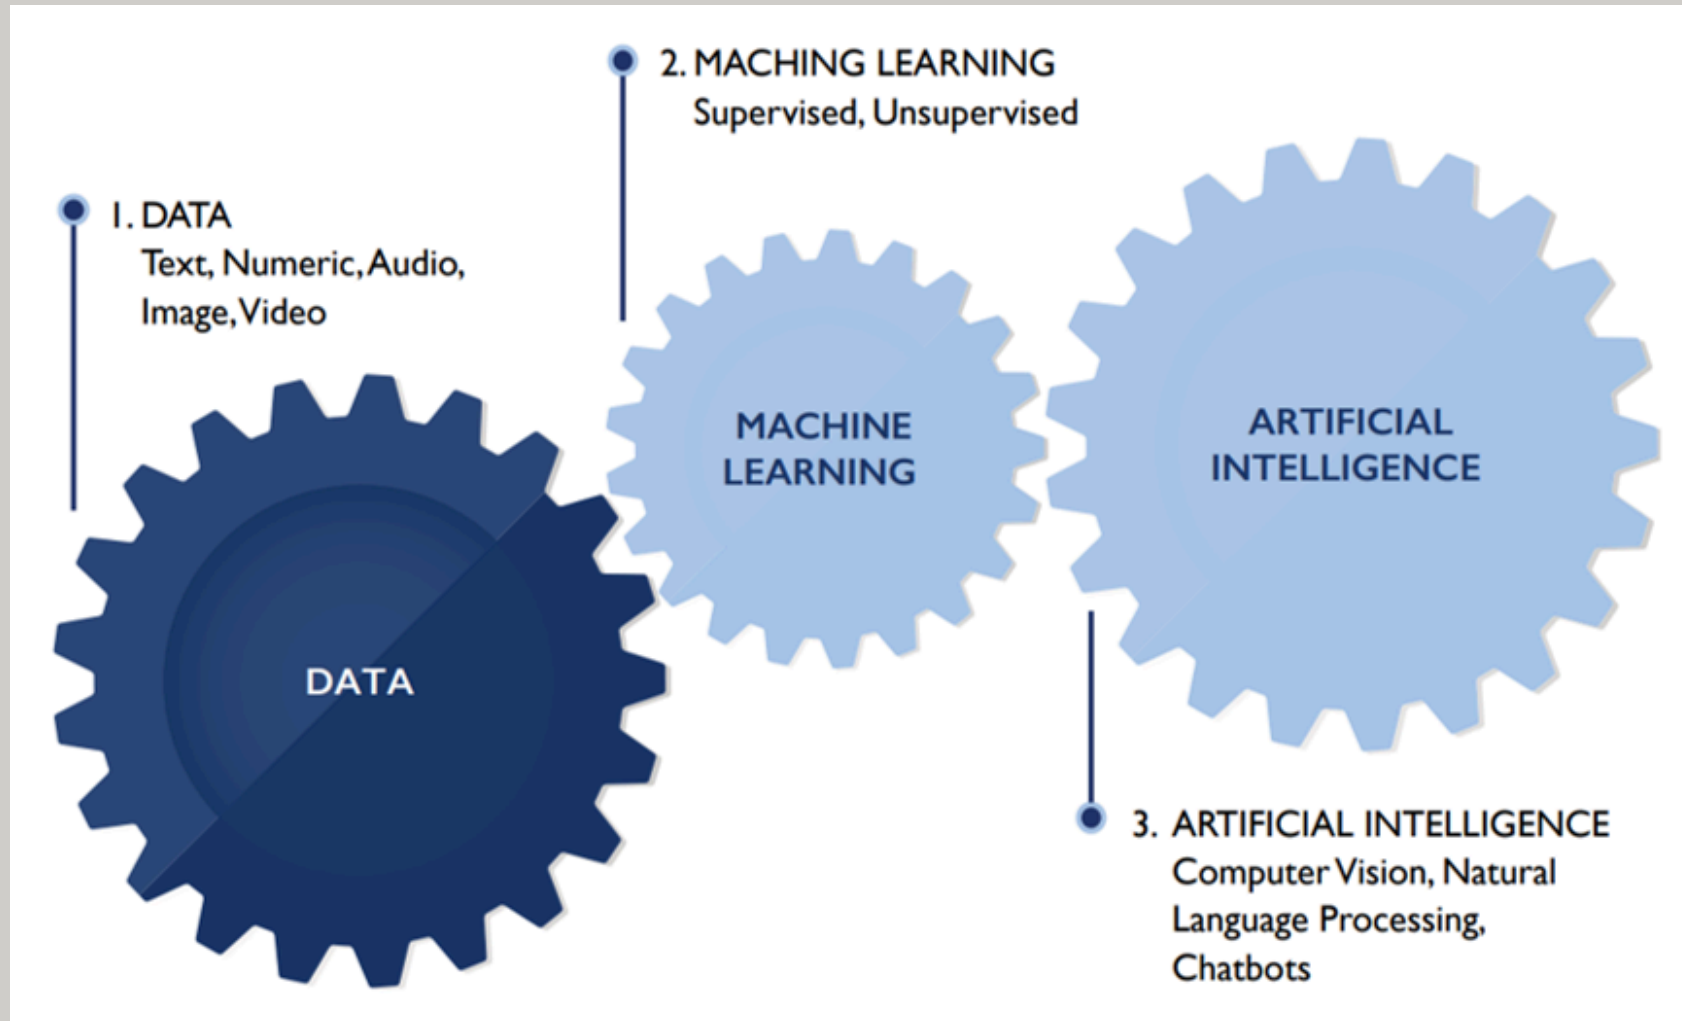 2. MACHING LEARNING
Supervised, Unsupervised
1. DATA
Text, Numeric, Audio,
Image, Video
MACHINE
LEARNING
ARTIFICIAL
INTELLIGENCE
DATA
3. ARTIFICIAL INTELLIGENCE
Computer Vision, Natural
Language Processing,
Chatbots